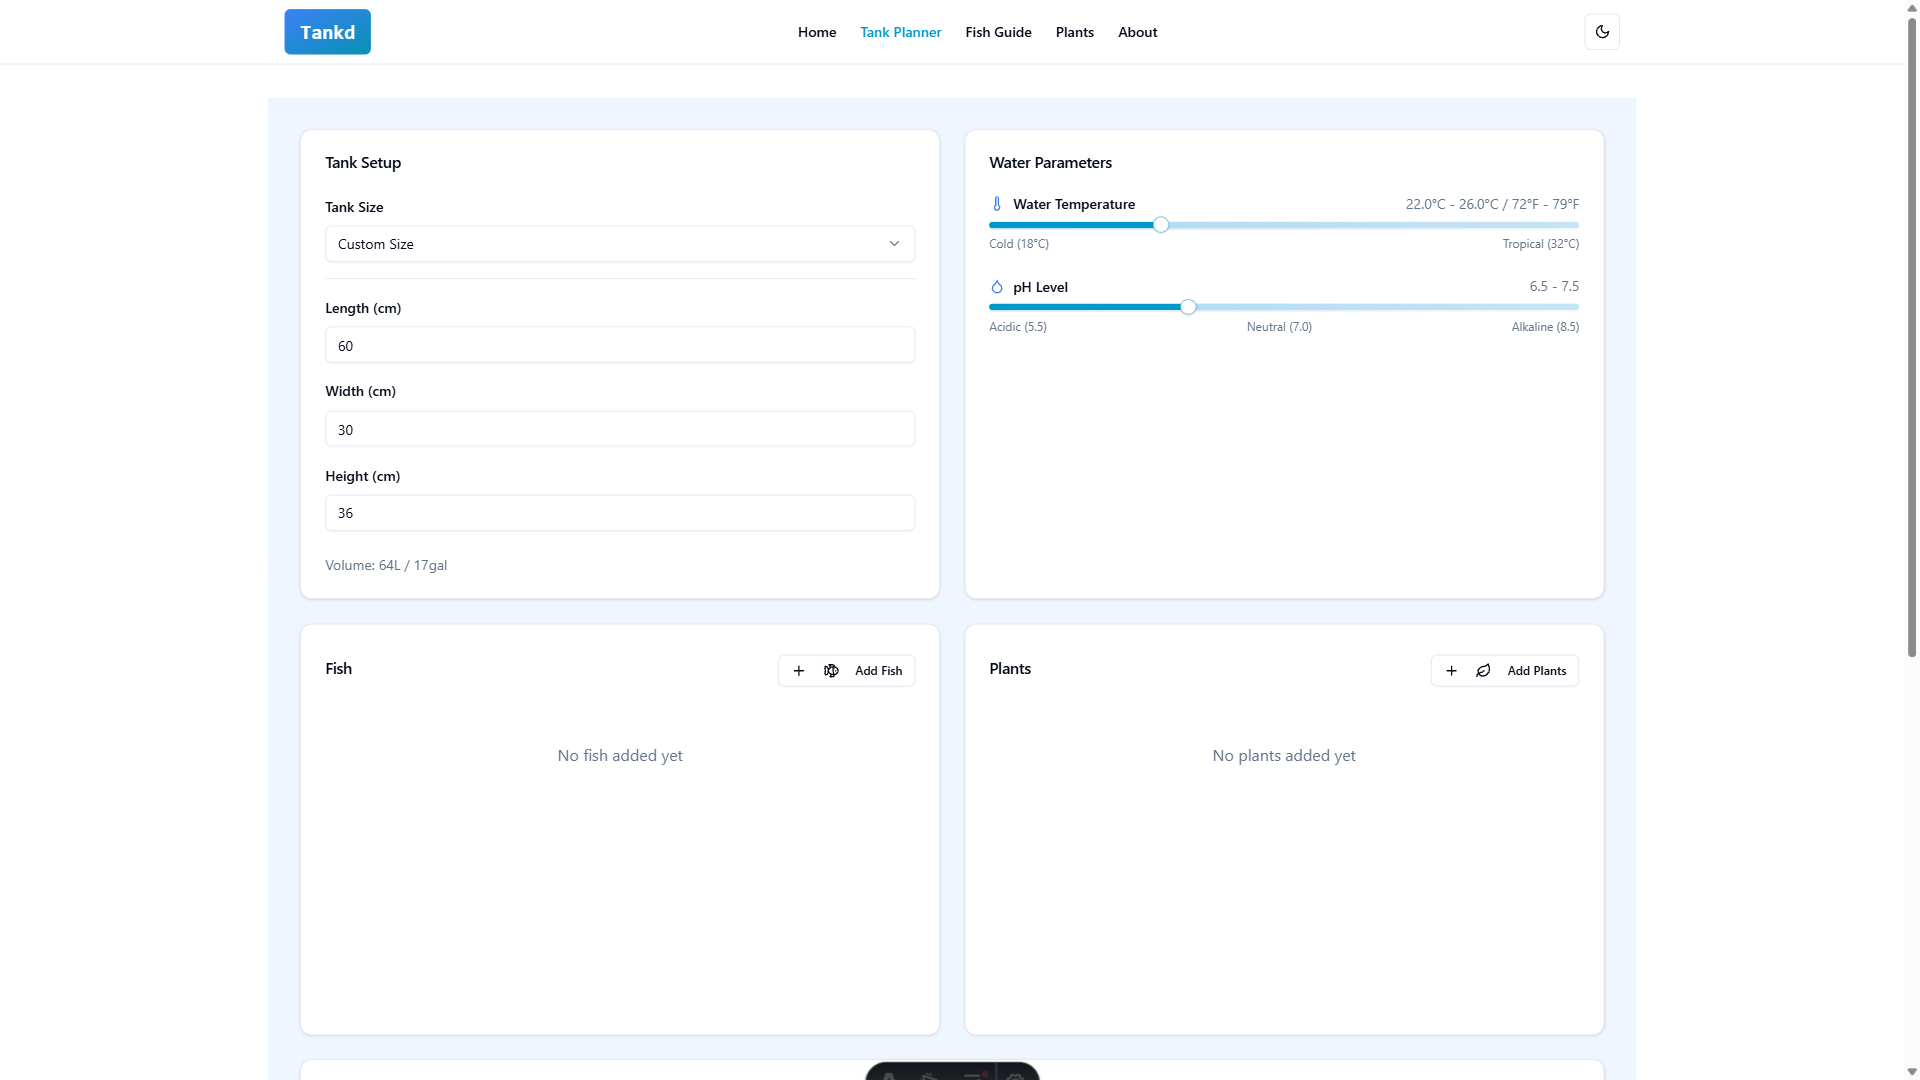 Tankd
Home
Tank Planner
Fish Guide
Plants
About
Tank Setup
Tank Size
Custom Size
Length (cm)
60
Width (cm)
30
Height (cm)
36
Volume: 64L / 17gal
Water Parameters
Water Temperature
22.0°C - 26.0°C / 72°F - 79°F
Cold (18°C)
Tropical (32°C)
pH Level
6.5 - 7.5
Acidic (5.5)
Neutral (7.0)
Alkaline (8.5)
Fish
Add Fish
No fish added yet
Plants
Add Plants
No plants added yet